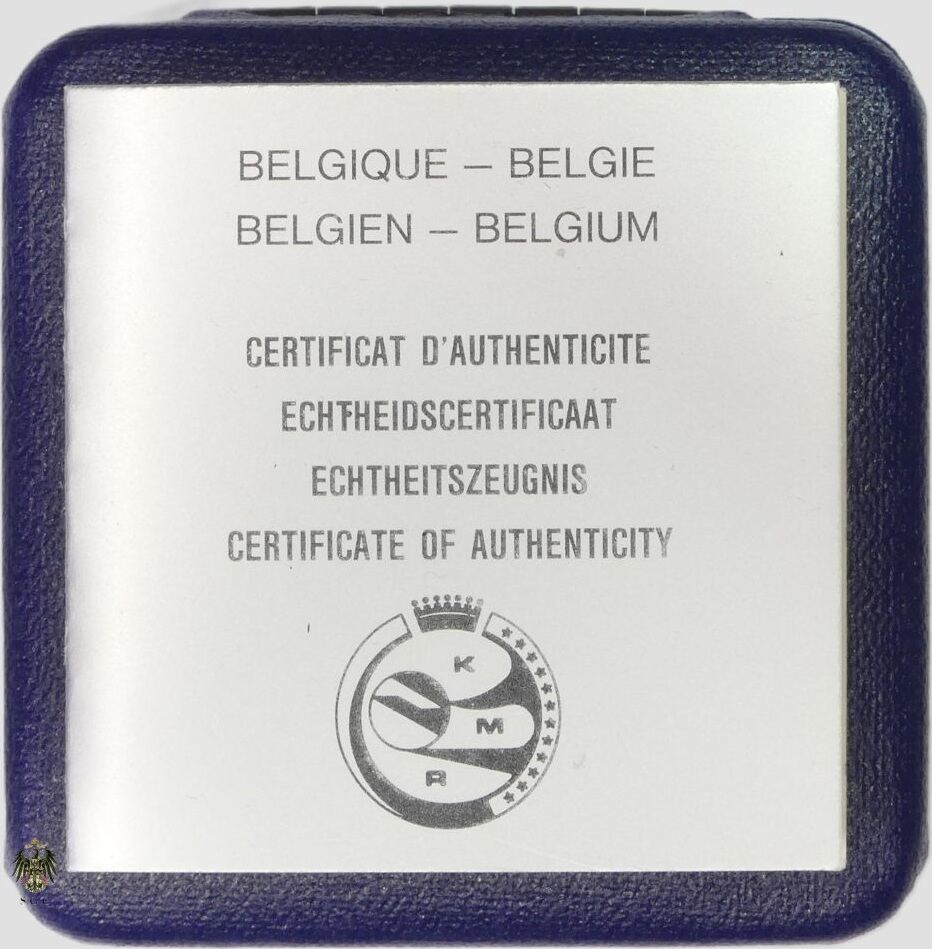 BELGIQUE — BELGIE
BELGIEN — BELGIUM
CERTIFICAT D'AUTHENTICITE
ECHTHEIDSCERTIFICAAT
ECHTHEITSZEUGNIS
CERTIFICATE OF AUTHENTICITY
K
M
R